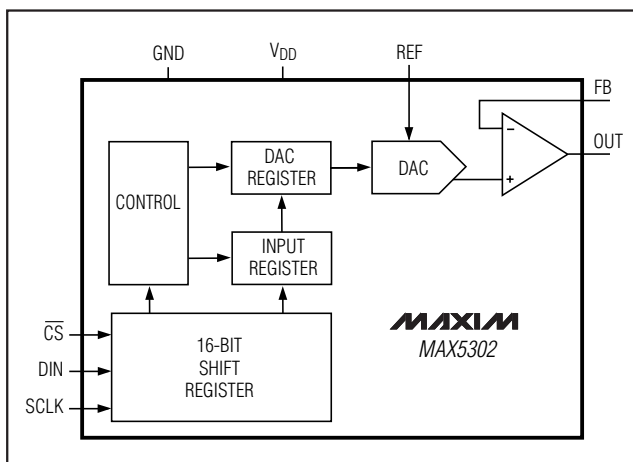 GND
VDD
REF
FB
OUT
−
+
CONTROL
DAC
REGISTER
DAC
INPUT
REGISTER
CS
DIN
SCLK
16-BIT
SHIFT
REGISTER
MAXIM
MAX5302